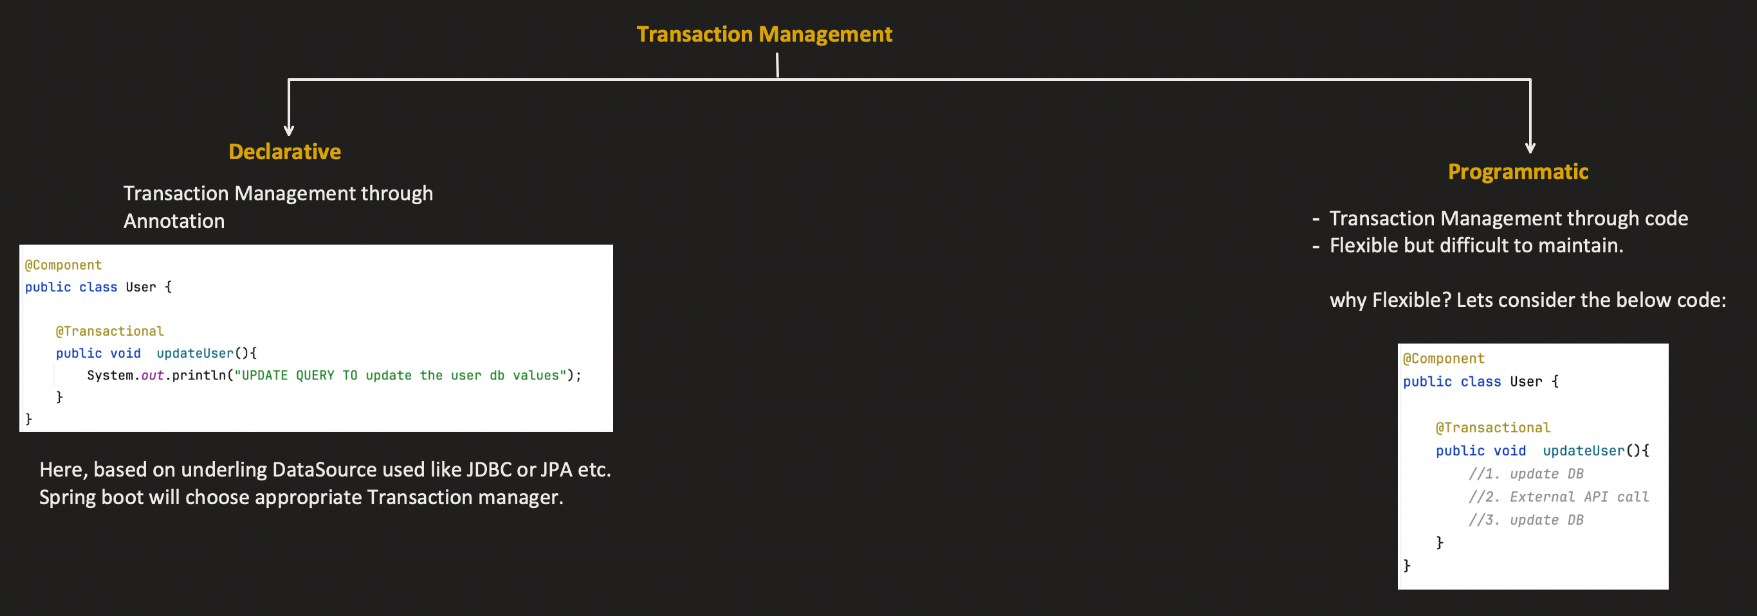 Transaction Management
Declarative
Transaction Management through
Annotation
@Component
public class User {
@Transactional
public void updateUser(){
System.out.println("UPDATE QUERY TO update the user db values");
}
}
Here, based on underling DataSource used like JDBC or JPA etc.
Spring boot will choose appropriate Transaction manager.
Programmatic
- Transaction Management through code
- Flexible but difficult to maintain.
why Flexible? Lets consider the below code:
@Component
public class User {
@Transactional
public void updateUser(){
//1. update DB
//2. External API call
//3. update DB
}
}